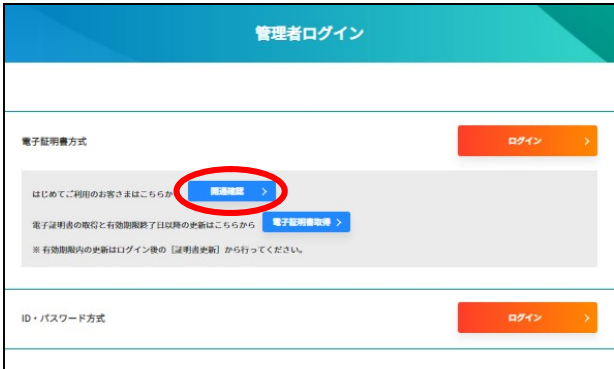 管理者ログイン
電子証明書方式
ログイン
はじめてご利用のお客さまはこちらか
開通確認
電子証明書の取得と有効期限終了日以降の更新はこちらから
電子証明書取得
※ 有効期限内の更新はログイン後の［証明書更新］から行ってください。
ID・パスワード方式
ログイン